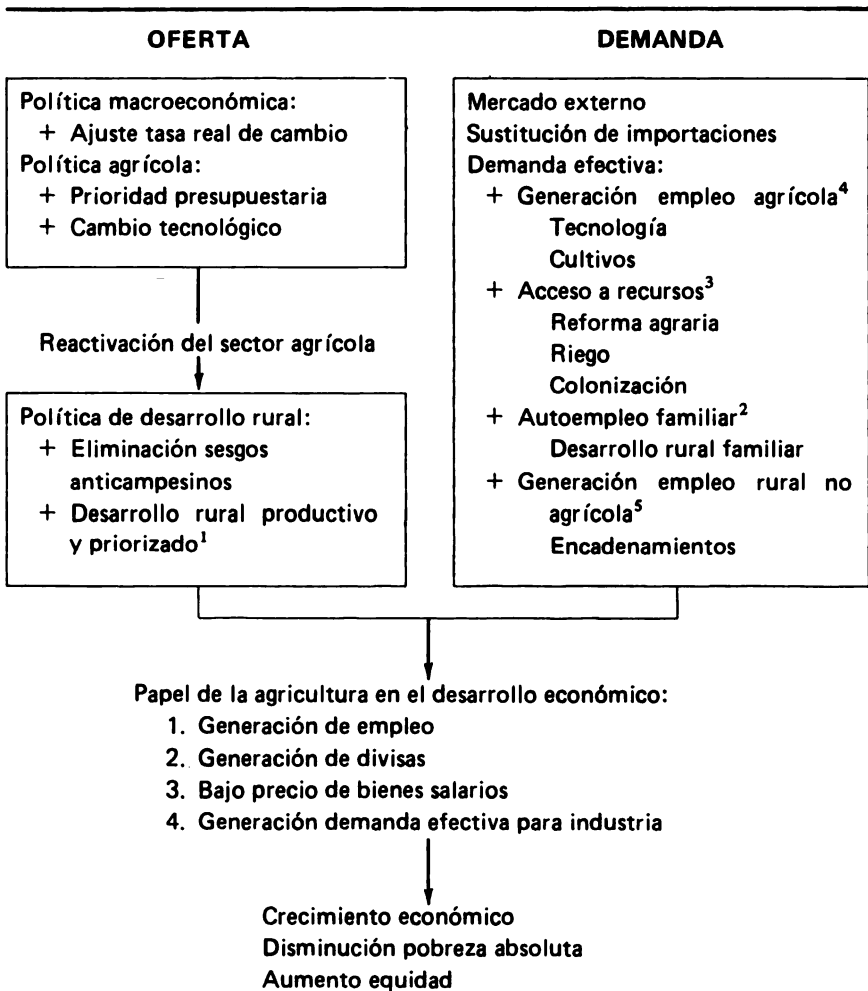 OFERTA
Política macroeconómica:
+ Ajuste tasa real de cambio
Política agrícola:
+ Prioridad presupuestaria
+ Cambio tecnológico
Reactivación del sector agrícola
Política de desarrollo rural:
+ Eliminación sesgos
anticampesinos
+ Desarrollo rural productivo
y priorizado¹
DEMANDA
Mercado externo
Sustitución de importaciones
Demanda efectiva:
+ Generación empleo agrícola⁴
Tecnología
Cultivos
+ Acceso a recursos³
Reforma agraria
Riego
Colonización
+ Autoempleo familiar²
Desarrollo rural familiar
+ Generación empleo rural no
agrícola⁵
Encadenamientos
Papel de la agricultura en el desarrollo económico:
1. Generación de empleo
2. Generación de divisas
3. Bajo precio de bienes salarios
4. Generación demanda efectiva para industria
Crecimiento económico
Disminución pobreza absoluta
Aumento equidad